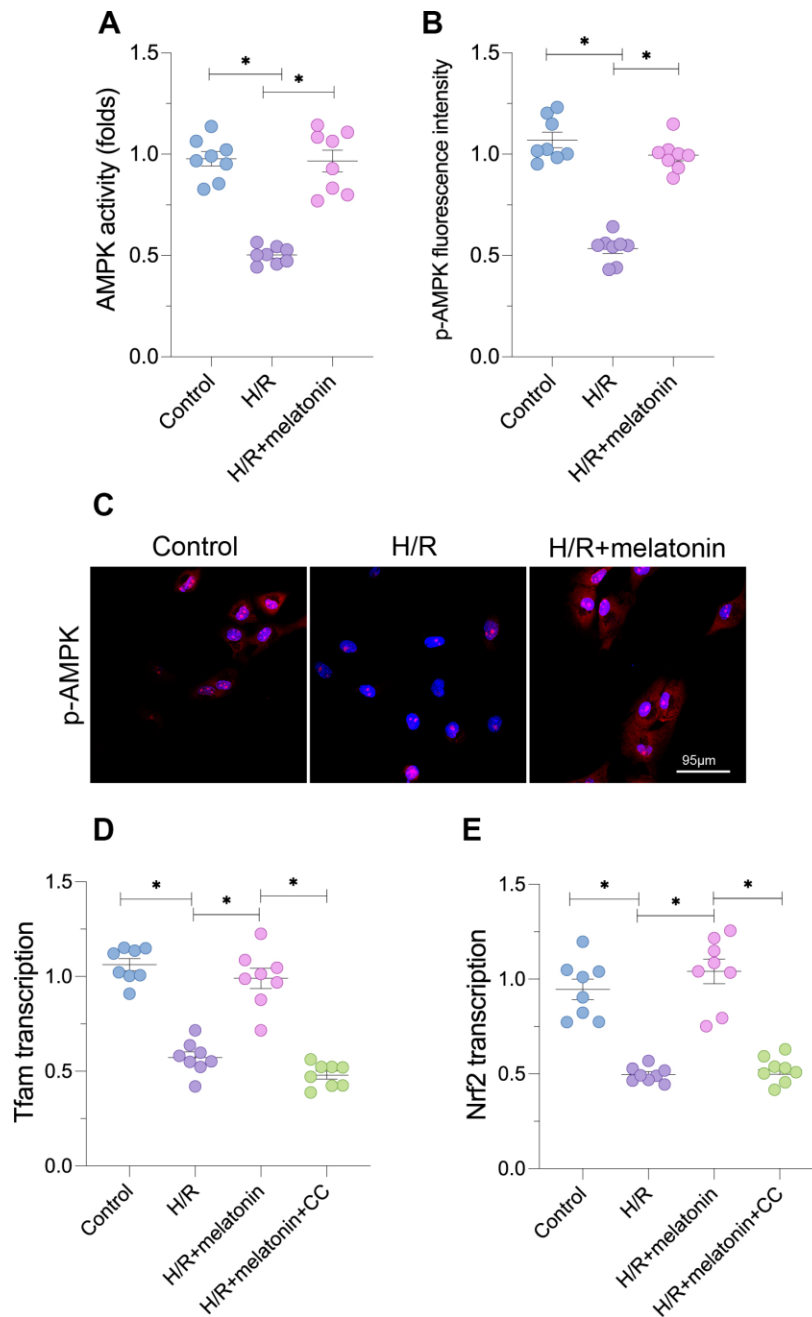 A
AMPK activity (folds)
1.5
1.0
0.5
0.0
*
*
Control
H/R
H/R+melatonin
B
p-AMPK fluorescence intensity
1.5
1.0
0.5
0.0
*
*
Control
H/R
H/R+melatonin
C
Control
H/R
H/R+melatonin
p-AMPK
95μm
D
Tfam transcription
1.5
1.0
0.5
0.0
*
*
*
Control
H/R
H/R+melatonin
H/R+melatonin+CC
E
Nrf2 transcription
1.5
1.0
0.5
0.0
*
*
*
Control
H/R
H/R+melatonin
H/R+melatonin+CC